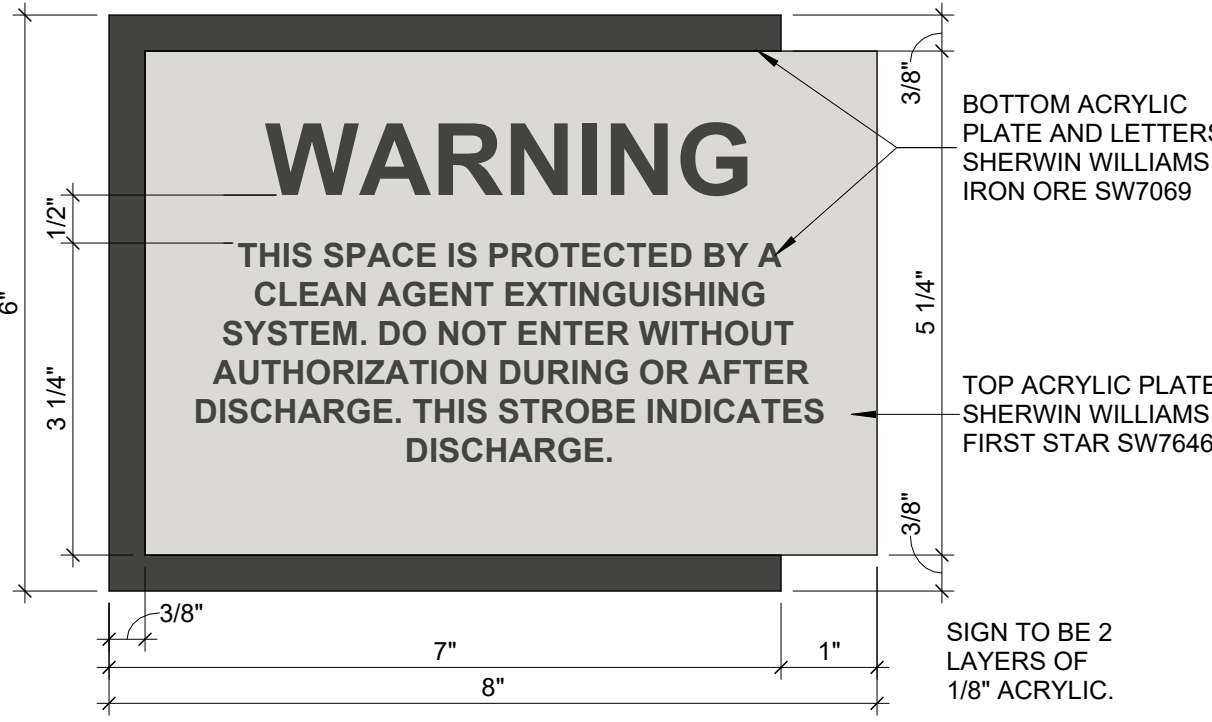 6"
1/2"
3 1/4"
WARNING
THIS SPACE IS PROTECTED BY A
CLEAN AGENT EXTINGUISHING
SYSTEM. DO NOT ENTER WITHOUT
AUTHORIZATION DURING OR AFTER
DISCHARGE. THIS STROBE INDICATES
DISCHARGE.
3/8"
5 1/4"
3/8"
BOTTOM ACRYLIC
PLATE AND LETTERS
SHERWIN WILLIAMS
IRON ORE SW7069
TOP ACRYLIC PLATE
SHERWIN WILLIAMS
FIRST STAR SW7646
3/8"
7"
1"
8"
SIGN TO BE 2
LAYERS OF
1/8" ACRYLIC.